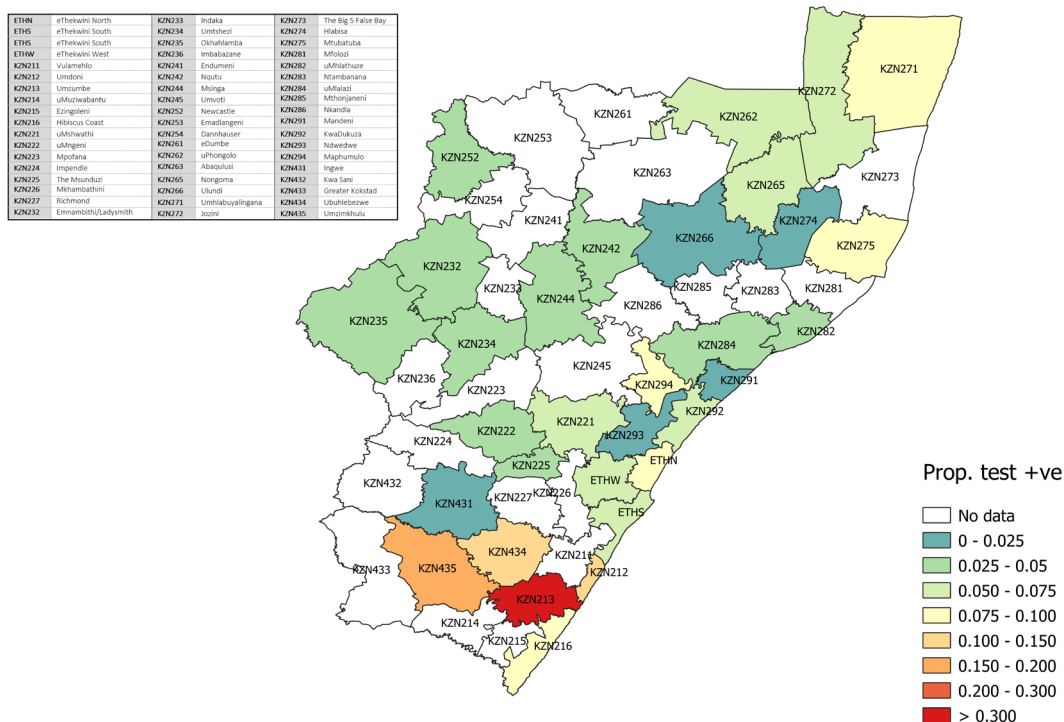 ETHN eThekwini North KZN233 Indaka KZN273 The Big 5 False Bay
ETHS eThekwini South KZN234 Umtshezi KZN274 Hlabisa
ETHS eThekwini South KZN235 Okhahlamba KZN275 Mtubatuba
ETHW eThekwini West KZN236 Imbabazane KZN281 Mfolozi
KZN211 Vulamehlo KZN241 Endumeni KZN282 uMhlathuze
KZN212 Umdoni KZN242 Nqutu KZN283 Ntambanana
KZN213 Umzumbe KZN244 Msinga KZN284 uMlalazi
KZN214 uMuziwabantu KZN245 Umvoti KZN285 Mthonjaneni
KZN215 Ezingoleni KZN252 Newcastle KZN286 Nkandla
KZN216 Hibiscus Coast KZN253 Emadlangeni KZN291 Mandeni
KZN221 uMshwathi KZN254 Dannhauser KZN292 KwaDukuza
KZN222 uMngeni KZN261 eDumbe KZN293 Ndwedwe
KZN223 Mpofana KZN262 uPhongolo KZN294 Maphumulo
KZN224 Impendle KZN263 Abaqulusi KZN431 Ingwe
KZN225 The Msunduzi KZN265 Nongoma KZN432 Kwa Sani
KZN226 Mkhambathini KZN266 Ulundi KZN433 Greater Kokstad
KZN227 Richmond KZN271 Umhlabuyalingana KZN434 Ubuhlebezwe
KZN232 Emnambithi/Ladysmith KZN272 Jozini KZN435 Umzimkhulu
KZN271
KZN272
KZN261
KZN262
KZN253
KZN252
KZN263
KZN273
KZN265
KZN254
KZN241
KZN274
KZN266
KZN275
KZN242
KZN232
KZN233
KZN285
KZN283
KZN281
KZN244
KZN286
KZN235
KZN282
KZN234
KZN284
KZN245
KZN236
KZN291
KZN294
KZN223
KZN292
KZN221
KZN222
KZN293
KZN224
ETHN
KZN225
ETHW
KZN432
KZN226
KZN227
KZN431
ETHS
KZN434
KZN211
KZN435
KZN433
KZN212
KZN213
KZN214
KZN215
KZN216
Prop. test +ve
No data
0 - 0.025
0.025 - 0.05
0.050 - 0.075
0.075 - 0.100
0.100 - 0.150
0.150 - 0.200
0.200 - 0.300
> 0.300